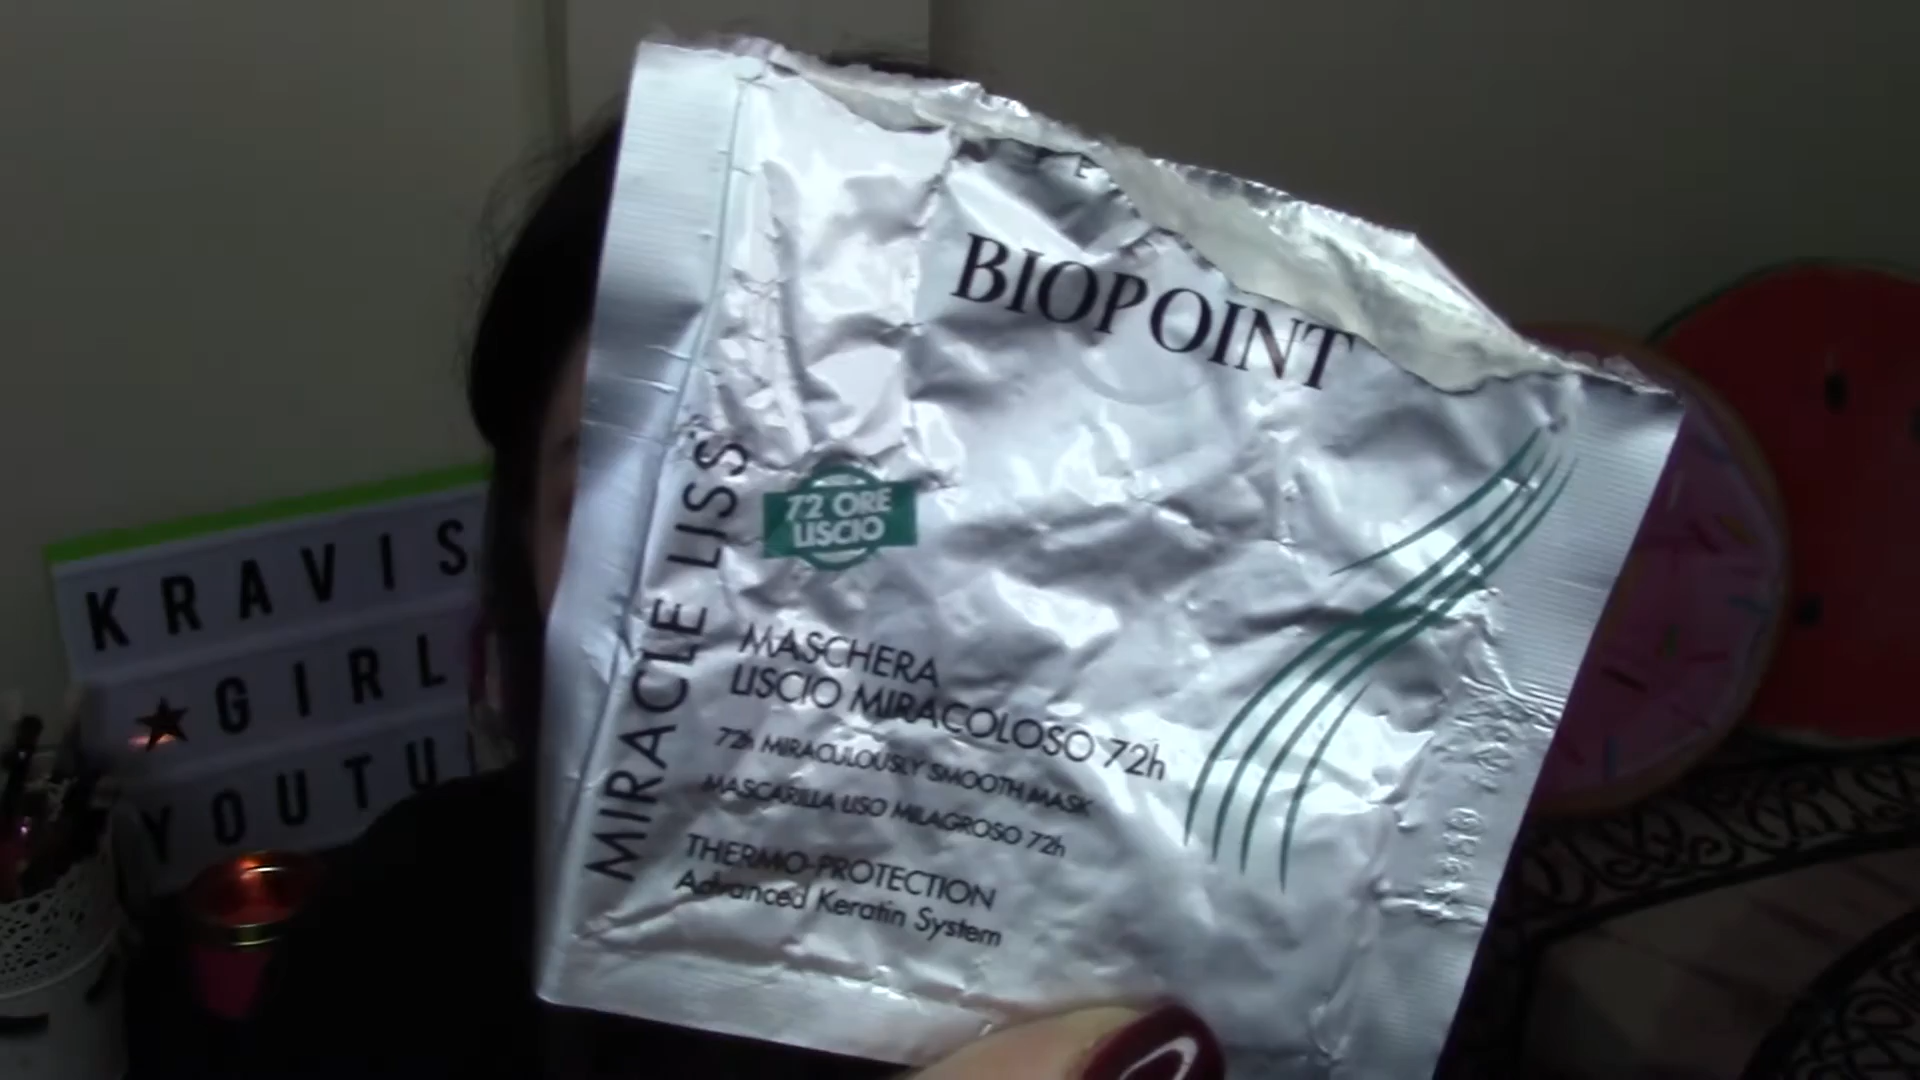 BIOPOINT
MIRACLE LISS
72 ORE
LISCIO
MASCHERA
LISCIO MIRACOLOSO 72h
72h MIRACULOUSLY SMOOTH MASK
MASCARILLA LISO MILAGROSO 72h
THERMO-PROTECTION
Advanced Keratin System
KRAVIS
★GIRL
YOUTU